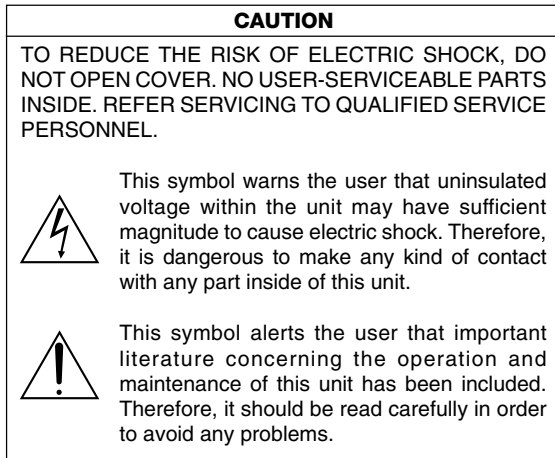 CAUTION
TO REDUCE THE RISK OF ELECTRIC SHOCK, DO
NOT OPEN COVER. NO USER-SERVICEABLE PARTS
INSIDE. REFER SERVICING TO QUALIFIED SERVICE
PERSONNEL.
This symbol warns the user that uninsulated
voltage within the unit may have sufficient
magnitude to cause electric shock. Therefore,
it is dangerous to make any kind of contact
with any part inside of this unit.
This symbol alerts the user that important
literature concerning the operation and
maintenance of this unit has been included.
Therefore, it should be read carefully in order
to avoid any problems.